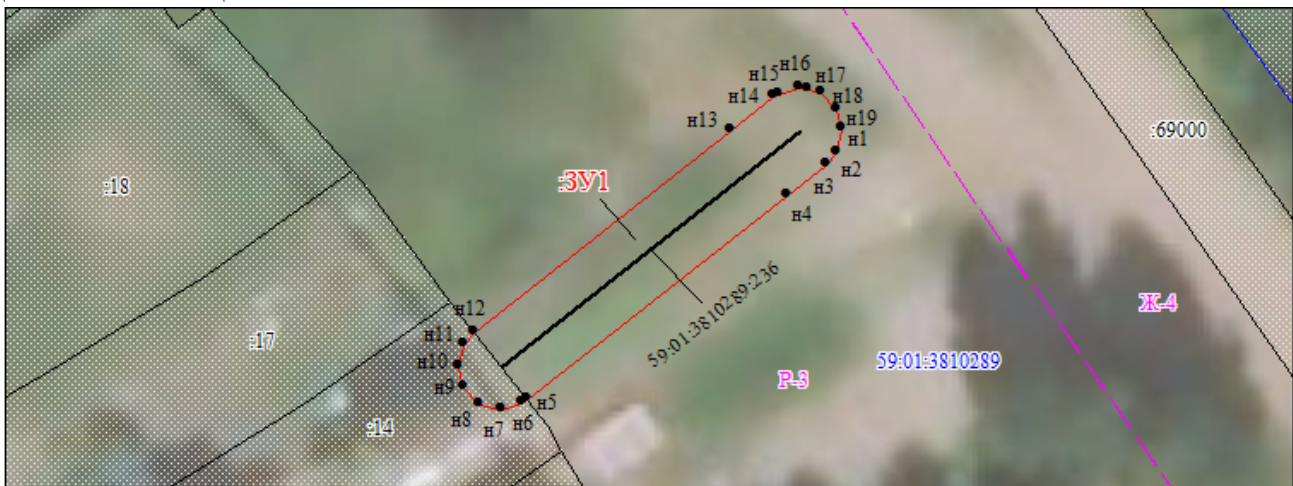 н16
н15
н17
н14
н18
н13
н19
:69000
н1
н2
:18
:ЗУ1
н3
н4
59:01:3810289:236
Ж-4
н12
н11
:17
н10
59:01:3810289
Р-3
н9
н5
н8
н6
н7
:14